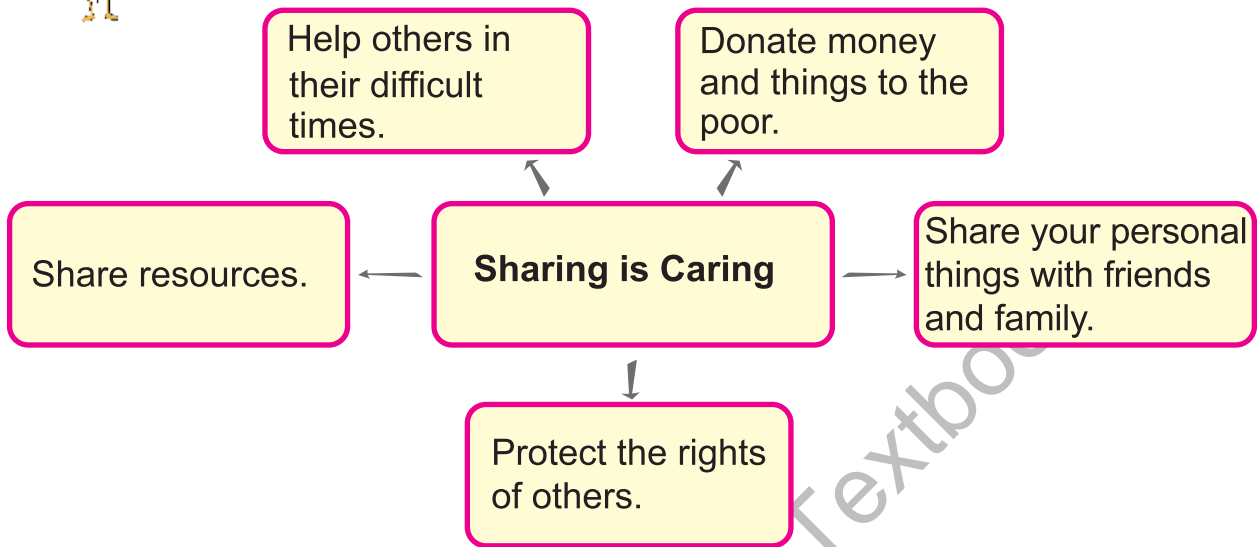 Help others in
their difficult
times.
Donate money
and things to the
poor.
Share resources.
Sharing is Caring
Share your personal
things with friends
and family.
Protect the rights
of others.